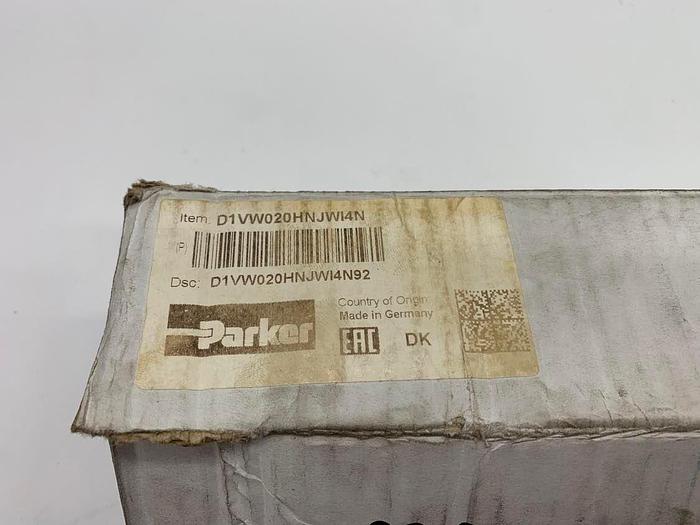 Item: D1VW020HNJWI4N
(P)
Dsc: D1VW020HNJWI4N92
Parker
Country of Origin:
Made in Germany
EAC
DK